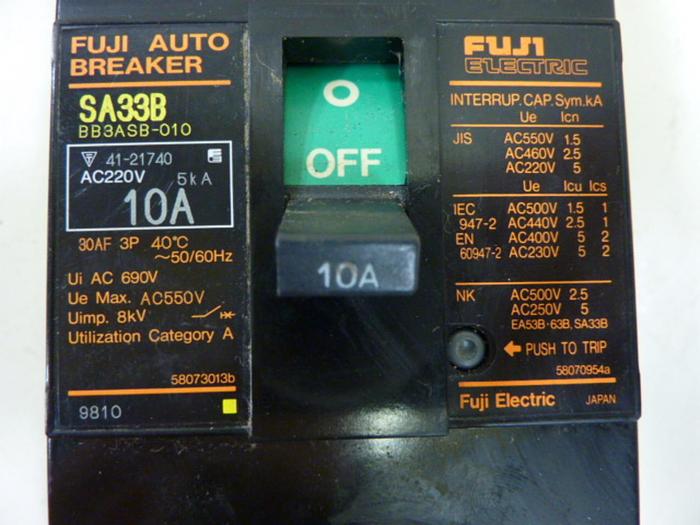 FUJI AUTO
BREAKER
SA33B
BB3ASB-010
41-21740
AC220V 5kA
10A
30AF 3P 40°C
~50/60Hz
Ui AC 690V
Ue Max. AC550V
Uimp. 8kV
Utilization Category A
58073013b
9810
O
OFF
10A
FUJI
ELECTRIC
INTERRUP. CAP. Sym. kA
Ue Icn
JIS AC550V 1.5
AC460V 2.5
AC220V 5
Ue Icu Ics
IEC AC500V 1.5 1
947-2 AC440V 2.5 1
EN AC400V 5 2
60947-2 AC230V 5 2
NK AC500V 2.5
AC250V 5
EA53B·63B, SA33B
← PUSH TO TRIP
58070954a
Fuji Electric JAPAN